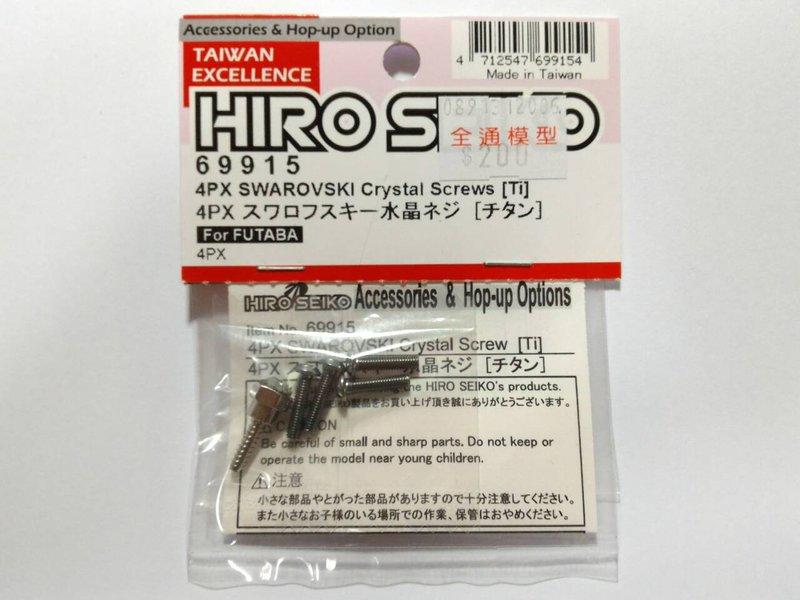 Accessories & Hop-up Option
TAIWAN
EXCELLENCE
4 712547 699154
Made in Taiwan
HIRO S
全通模型
$200
69915
4PX SWAROVSKI Crystal Screws [Ti]
4PX スワロフスキー水晶ネジ [チタン]
For FUTABA
4PX
HIRO SEIKO Accessories & Hop-up Options
Item No. 69915
4PX SWAROVSKI Crystal Screw [Ti]
4PX 水晶ネジ [チタン]
the HIRO SEIKO's products.
製品をお買い上げ頂き誠にありがとうございます。
Be careful of small and sharp parts. Do not keep or
operate the model near young children.
注意
小さな部品やとがった部品がありますので十分注意してください。
また小さなお子様のいる場所での作業、保管はおやめください。